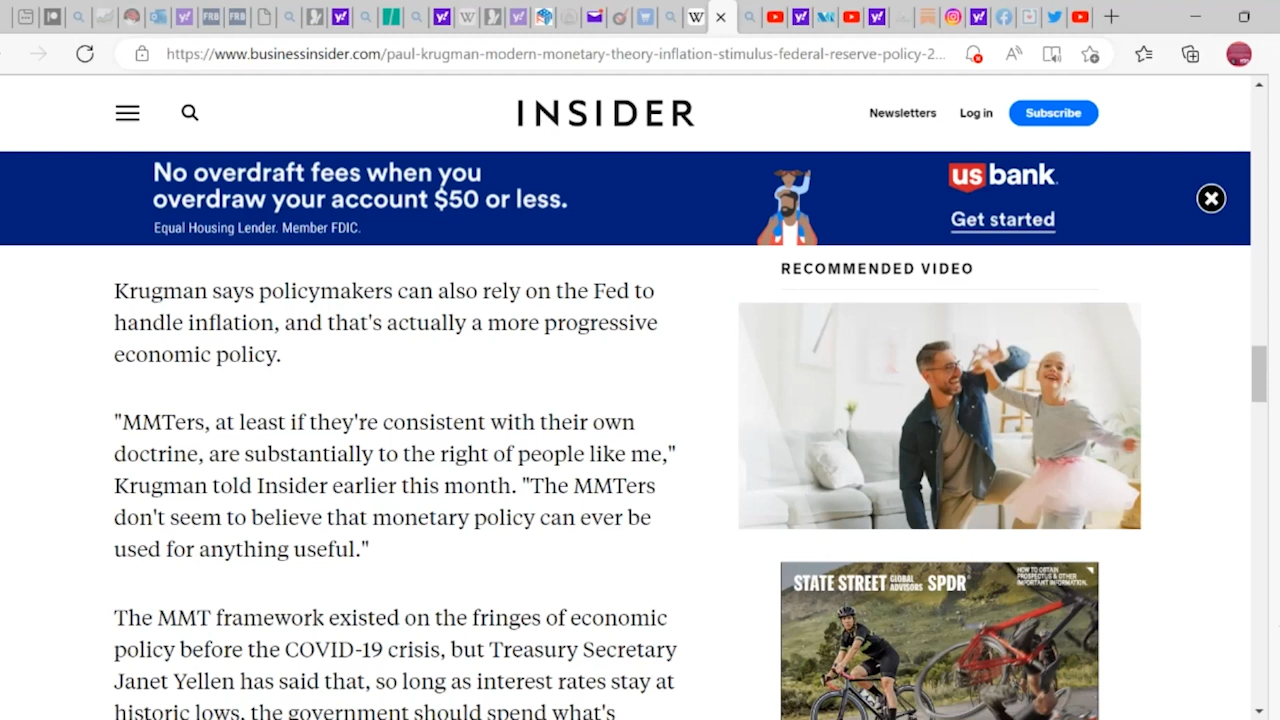 https://www.businessinsider.com/paul-krugman-modern-monetary-theory-inflation-stimulus-federal-reserve-policy-2...
INSIDER
Newsletters
Log in
Subscribe
No overdraft fees when you
overdraw your account $50 or less.
Equal Housing Lender. Member FDIC.
us bank.
Get started
Krugman says policymakers can also rely on the Fed to
handle inflation, and that's actually a more progressive
economic policy.
"MMTers, at least if they're consistent with their own
doctrine, are substantially to the right of people like me,"
Krugman told Insider earlier this month. "The MMTers
don't seem to believe that monetary policy can ever be
used for anything useful."
The MMT framework existed on the fringes of economic
policy before the COVID-19 crisis, but Treasury Secretary
Janet Yellen has said that, so long as interest rates stay at
historic lows, the government should spend what's
RECOMMENDED VIDEO
STATE STREET GLOBAL ADVISORS SPDR®
HOW TO OBTAIN
PROSPECTUS & OTHER
IMPORTANT INFORMATION.